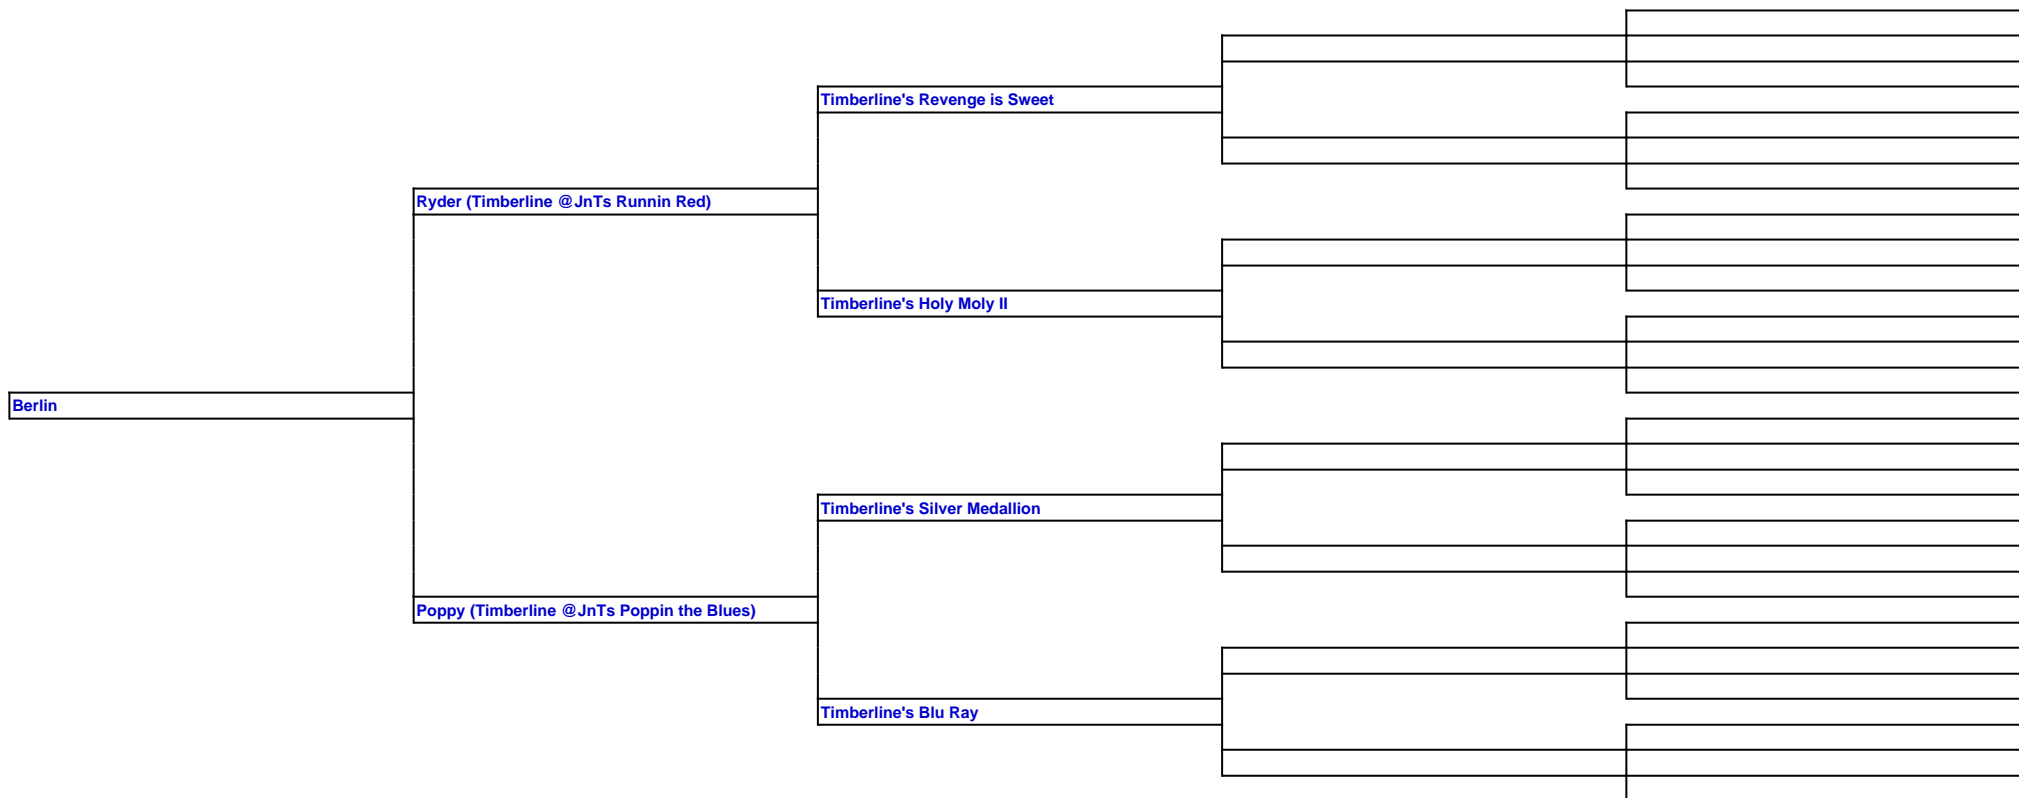 Timberline's Revenge is Sweet
Ryder (Timberline @JnTs Runnin Red)
Timberline's Holy Moly II
Berlin
Timberline's Silver Medallion
Poppy (Timberline @JnTs Poppin the Blues)
Timberline's Blu Ray